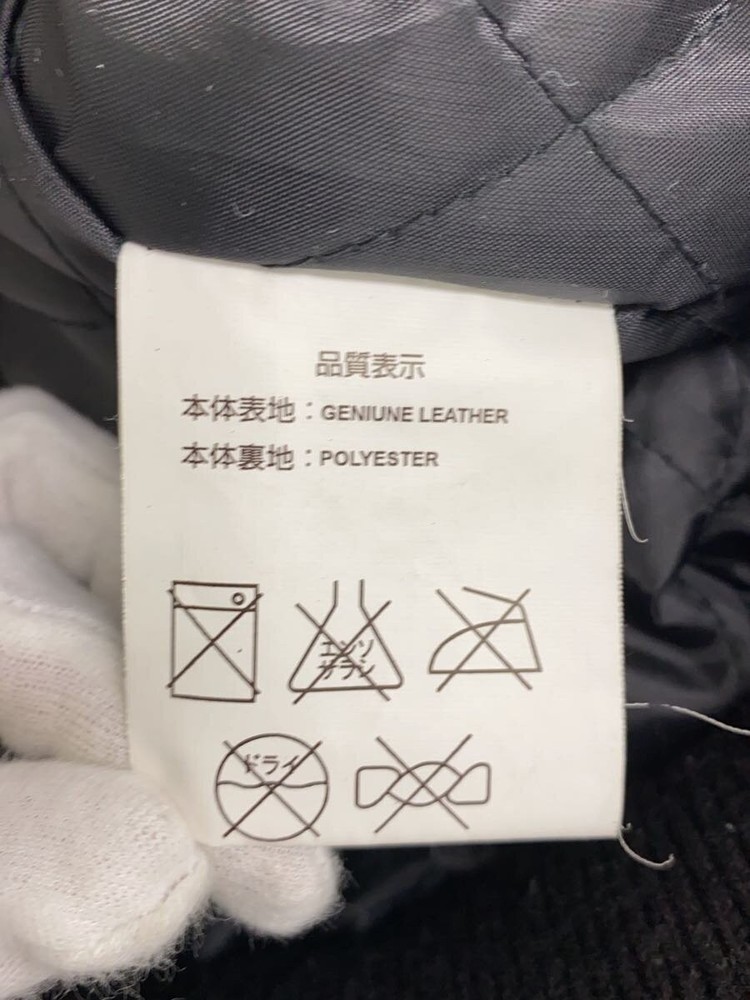 品質表示
本体表地：GENIUNE LEATHER
本体裏地：POLYESTER
エンソ
サラシ
ドライ